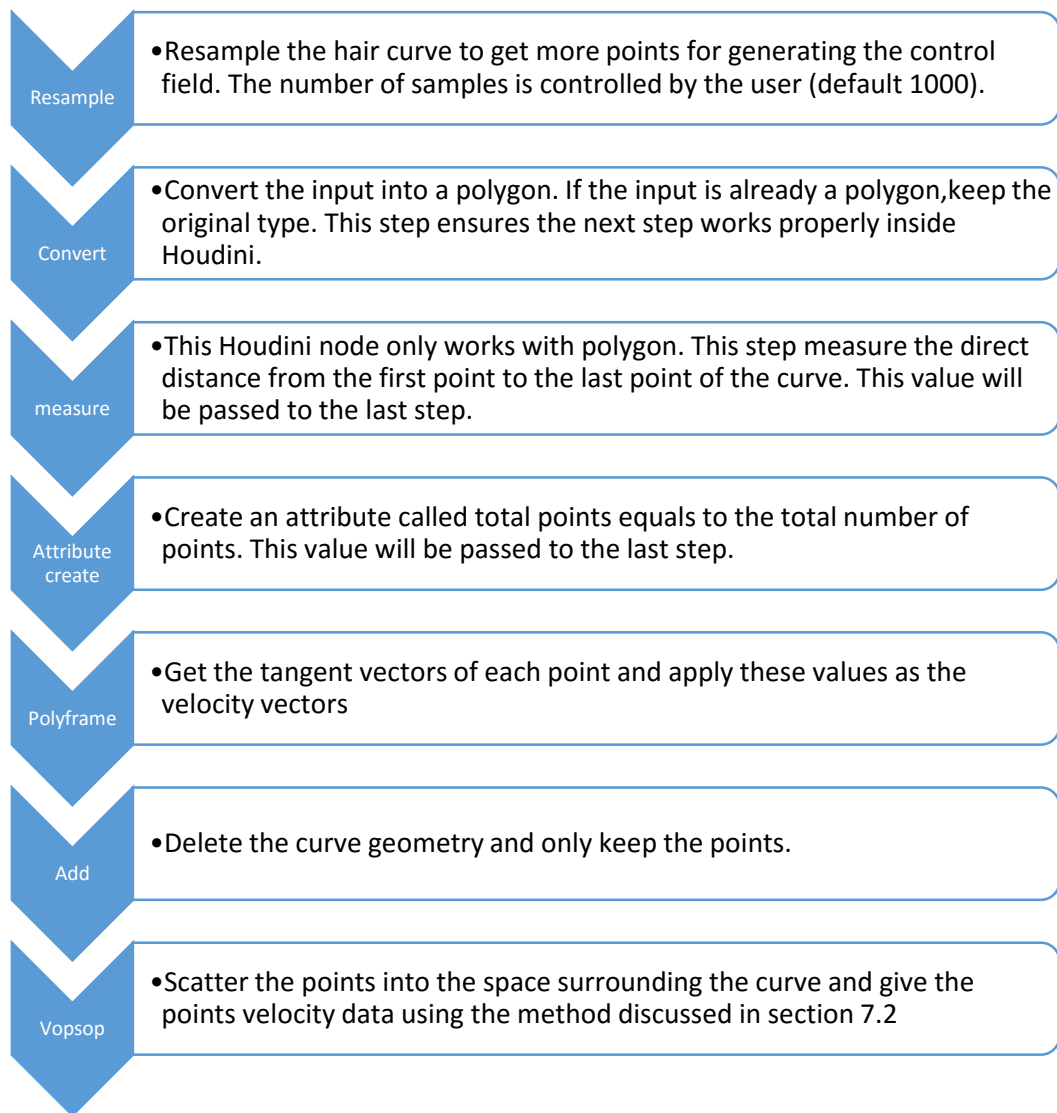 Resample
•Resample the hair curve to get more points for generating the control
field. The number of samples is controlled by the user (default 1000).
Convert
•Convert the input into a polygon. If the input is already a polygon,keep the
original type. This step ensures the next step works properly inside
Houdini.
measure
•This Houdini node only works with polygon. This step measure the direct
distance from the first point to the last point of the curve. This value will
be passed to the last step.
Attribute
create
•Create an attribute called total points equals to the total number of
points. This value will be passed to the last step.
Polyframe
•Get the tangent vectors of each point and apply these values as the
velocity vectors
Add
•Delete the curve geometry and only keep the points.
Vopsop
•Scatter the points into the space surrounding the curve and give the
points velocity data using the method discussed in section 7.2